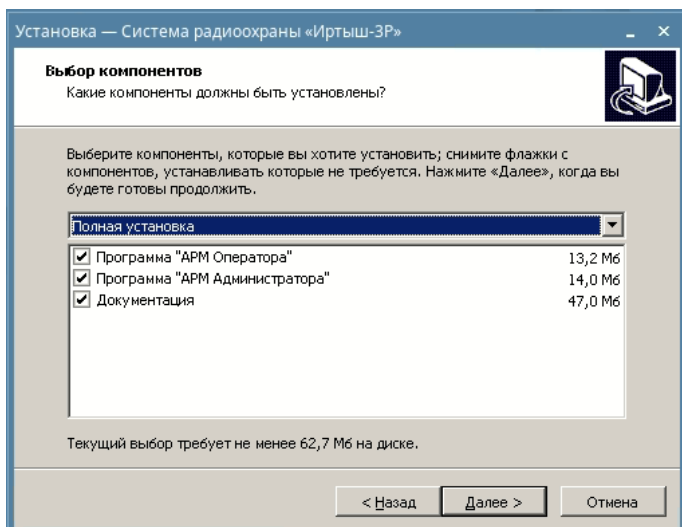 Установка — Система радиоохраны «Иртыш-3Р»
Выбор компонентов
Какие компоненты должны быть установлены?
Выберите компоненты, которые вы хотите установить; снимите флажки с
компонентов, устанавливать которые не требуется. Нажмите «Далее», когда вы
будете готовы продолжить.
Полная установка
Программа "АРМ Оператора" 13,2 Мб
Программа "АРМ Администратора" 14,0 Мб
Документация 47,0 Мб
Текущий выбор требует не менее 62,7 Мб на диске.
< Назад Далее > Отмена